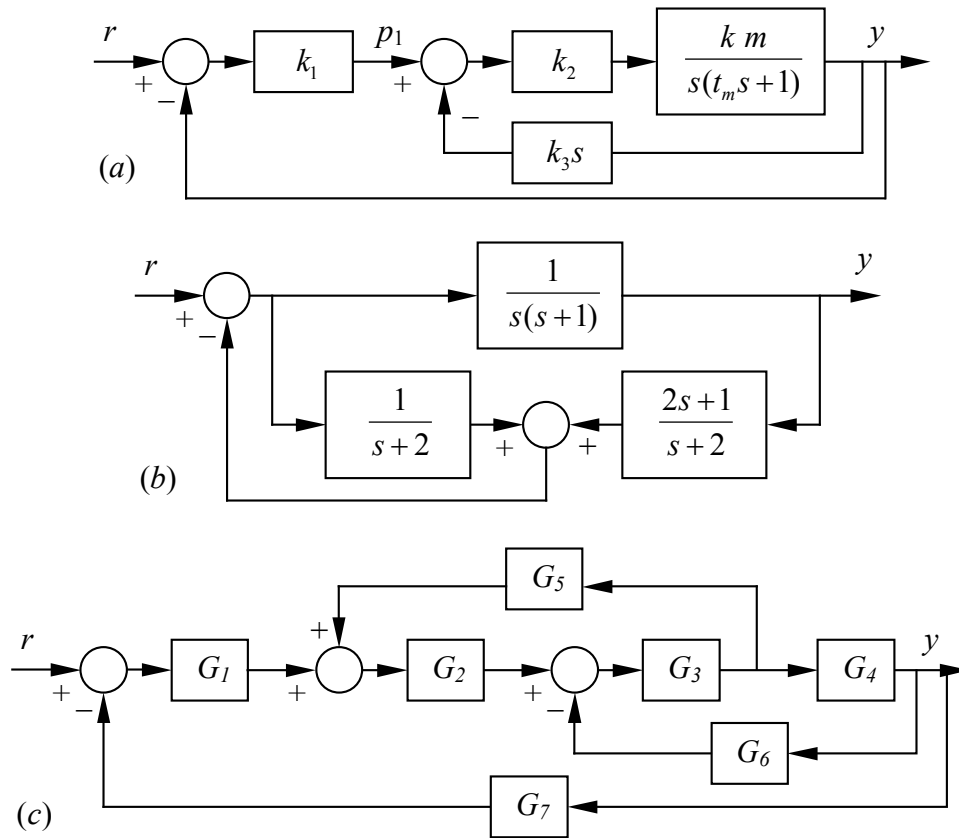 r + − k₁ p₁ + − k₂ k m / s(tₘs+1) y
k₃s
(a)
r + − 1 / s(s+1) y
1 / s+2 + + 2s+1 / s+2
(b)
G₅
r + − G₁ + + G₂ + − G₃ G₄ y
G₆
G₇
(c)